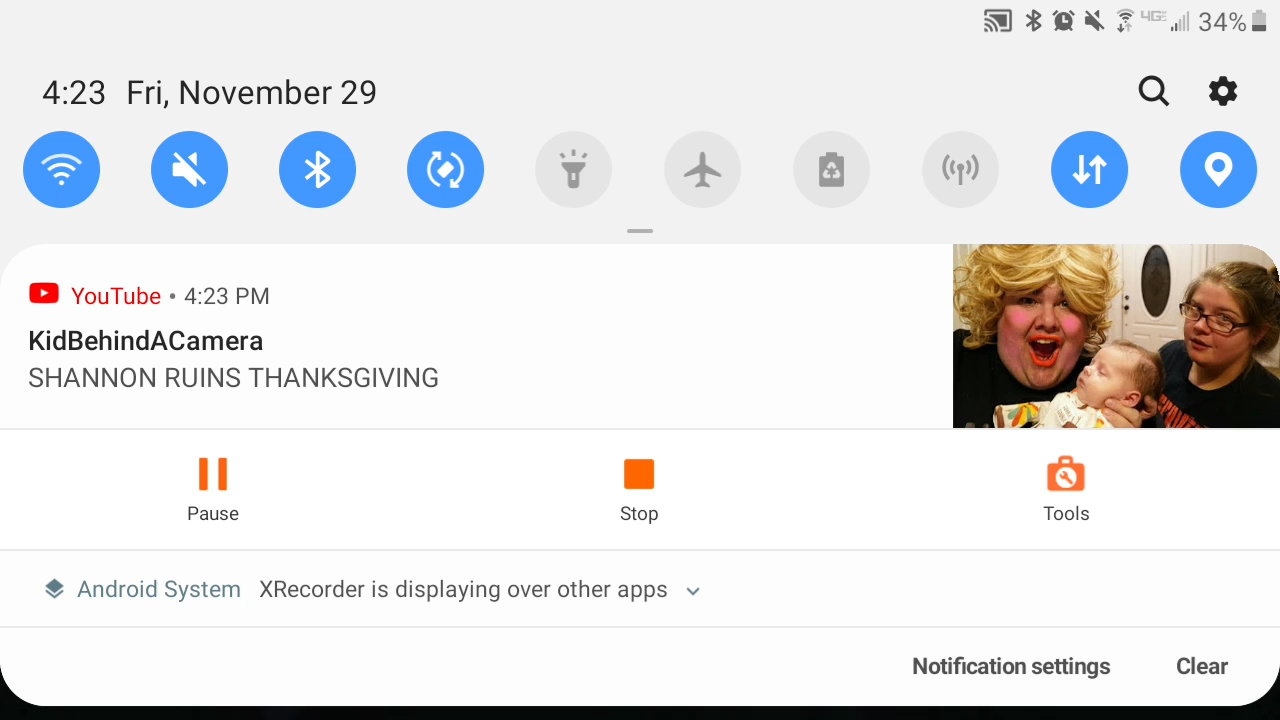 4G 34%
4:23 Fri, November 29
YouTube • 4:23 PM
KidBehindACamera
SHANNON RUINS THANKSGIVING
Pause Stop Tools
Android System XRecorder is displaying over other apps
Notification settings Clear